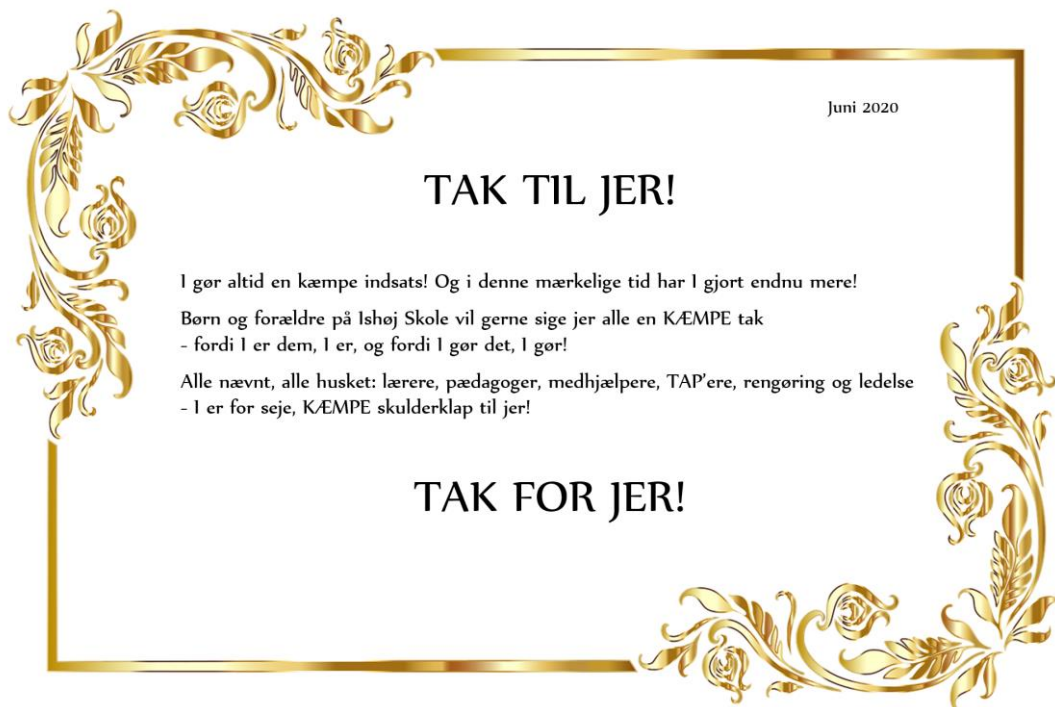 Juni 2020
TAK TIL JER!
I gør altid en kæmpe indsats! Og i denne mærkelige tid har I gjort endnu mere!
Børn og forældre på Ishøj Skole vil gerne sige jer alle en KÆMPE tak
- fordi I er dem, I er, og fordi I gør det, I gør!
Alle nævnt, alle husket: lærere, pædagoger, medhjælpere, TAP'ere, rengøring og ledelse
- I er for seje, KÆMPE skulderklap til jer!
TAK FOR JER!